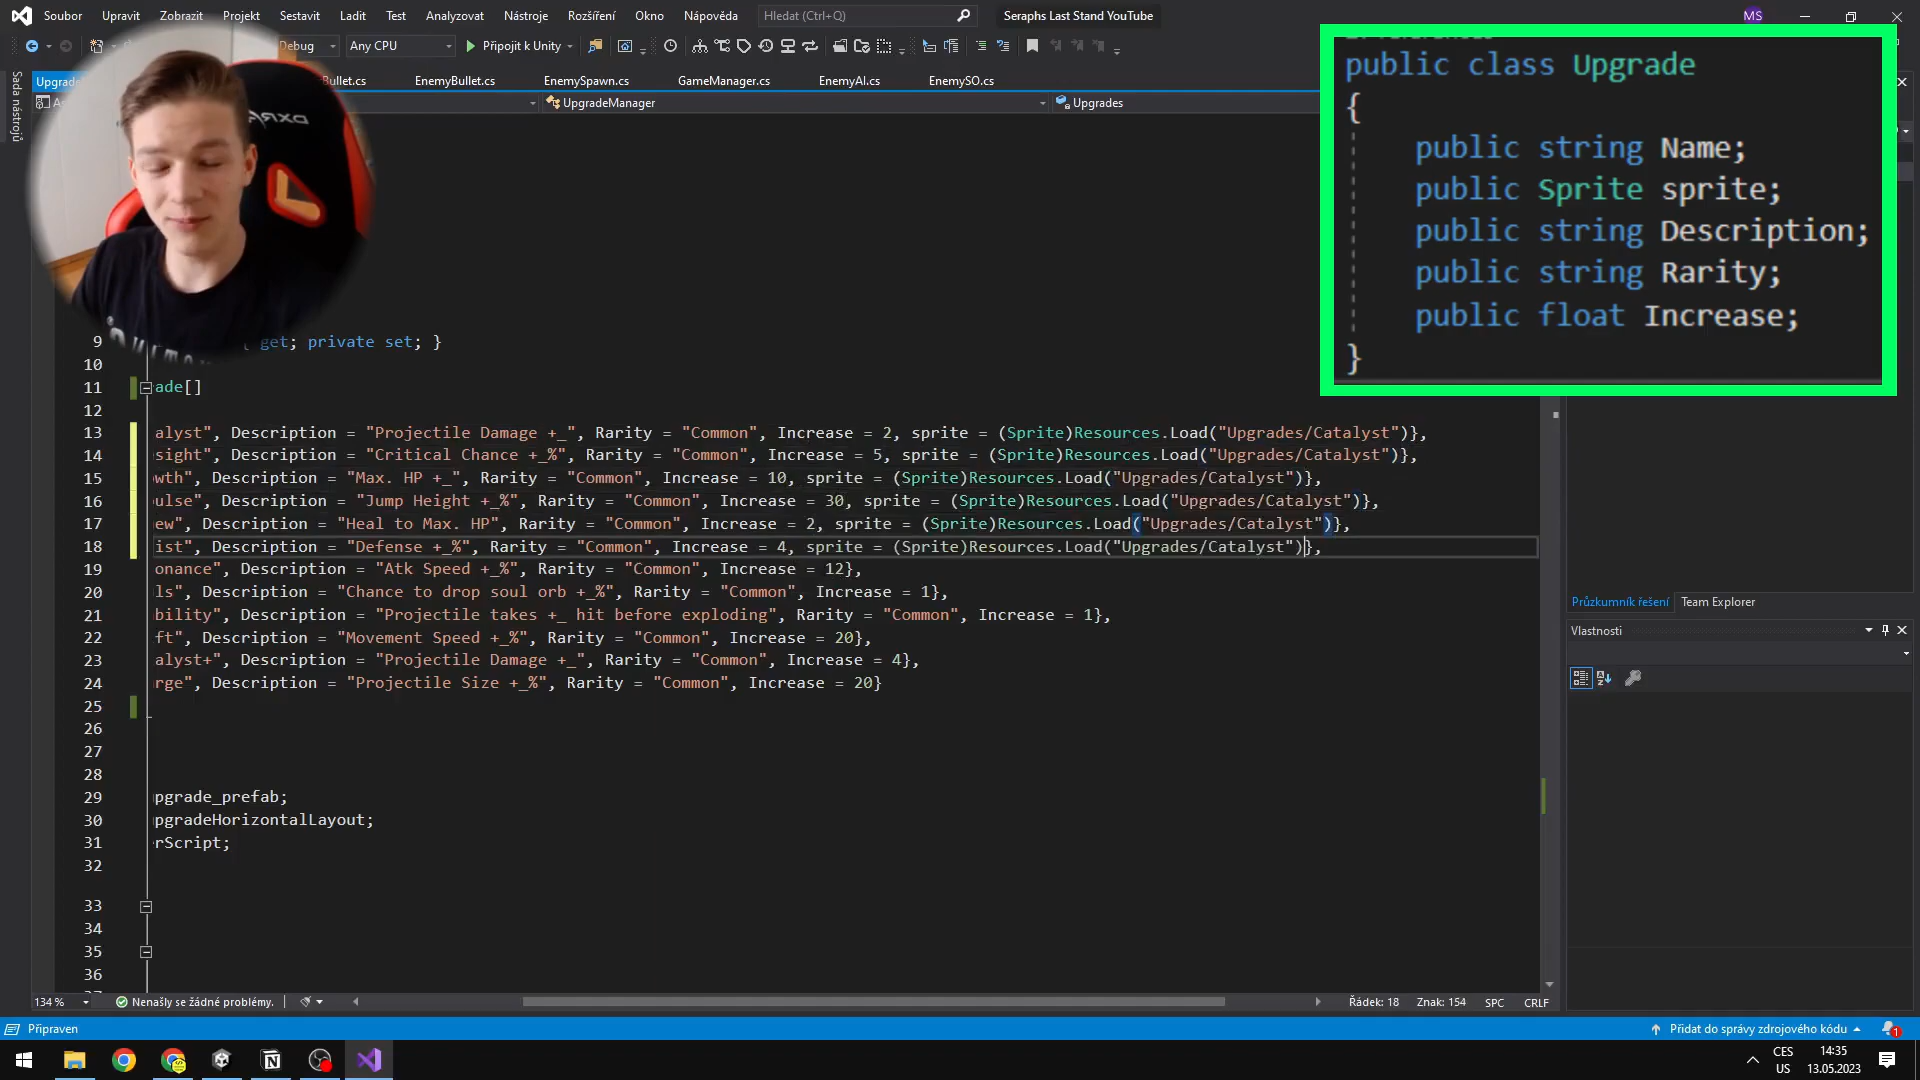 Soubor Upravit Zobrazit Projekt Sestavit Ladit Test Analyzovat Nástroje Rozšíření Okno Nápověda Hledat (Ctrl+Q) Seraphs Last Stand YouTube MS
Debug Any CPU Připojit k Unity
Sada nástrojů
EnemyBullet.cs EnemySpawn.cs GameManager.cs EnemyAI.cs EnemySO.cs
UpgradeManager Upgrades
public class Upgrade
{
public string Name;
public Sprite sprite;
public string Description;
public string Rarity;
public float Increase;
}
9 get; private set; }
10
11 ade[]
12
13 alyst", Description = "Projectile Damage +_", Rarity = "Common", Increase = 2, sprite = (Sprite)Resources.Load("Upgrades/Catalyst")},
14 esight", Description = "Critical Chance +_%", Rarity = "Common", Increase = 5, sprite = (Sprite)Resources.Load("Upgrades/Catalyst")},
15 owth", Description = "Max. HP +_", Rarity = "Common", Increase = 10, sprite = (Sprite)Resources.Load("Upgrades/Catalyst")},
16 pulse", Description = "Jump Height +_%", Rarity = "Common", Increase = 30, sprite = (Sprite)Resources.Load("Upgrades/Catalyst")},
17 new", Description = "Heal to Max. HP", Rarity = "Common", Increase = 2, sprite = (Sprite)Resources.Load("Upgrades/Catalyst")},
18 ist", Description = "Defense +_%", Rarity = "Common", Increase = 4, sprite = (Sprite)Resources.Load("Upgrades/Catalyst")},
19 onance", Description = "Atk Speed +_%", Rarity = "Common", Increase = 12},
20 ls", Description = "Chance to drop soul orb +_%", Rarity = "Common", Increase = 1},
21 bility", Description = "Projectile takes +_ hit before exploding", Rarity = "Common", Increase = 1},
22 ft", Description = "Movement Speed +_%", Rarity = "Common", Increase = 20},
23 alyst+", Description = "Projectile Damage +_", Rarity = "Common", Increase = 4},
24 arge", Description = "Projectile Size +_%", Rarity = "Common", Increase = 20}
25
26
27
28
29 upgrade_prefab;
30 upgradeHorizontalLayout;
31 erScript;
32
33
34
35
36
Průzkumník řešení Team Explorer
Vlastnosti
134 % Nenašly se žádné problémy. Řádek: 18 Znak: 154 SPC CRLF
Připraven Přidat do správy zdrojového kódu 1
CES 14:35
US 13.05.2023